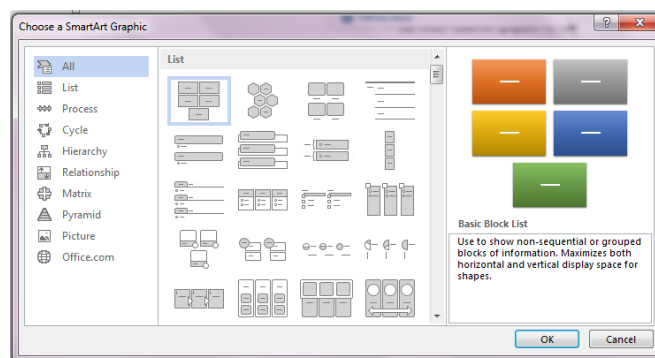 Choose a SmartArt Graphic
All
List
Process
Cycle
Hierarchy
Relationship
Matrix
Pyramid
Picture
Office.com
List
Basic Block List
Use to show non-sequential or grouped
blocks of information. Maximizes both
horizontal and vertical display space for
shapes.
OK
Cancel